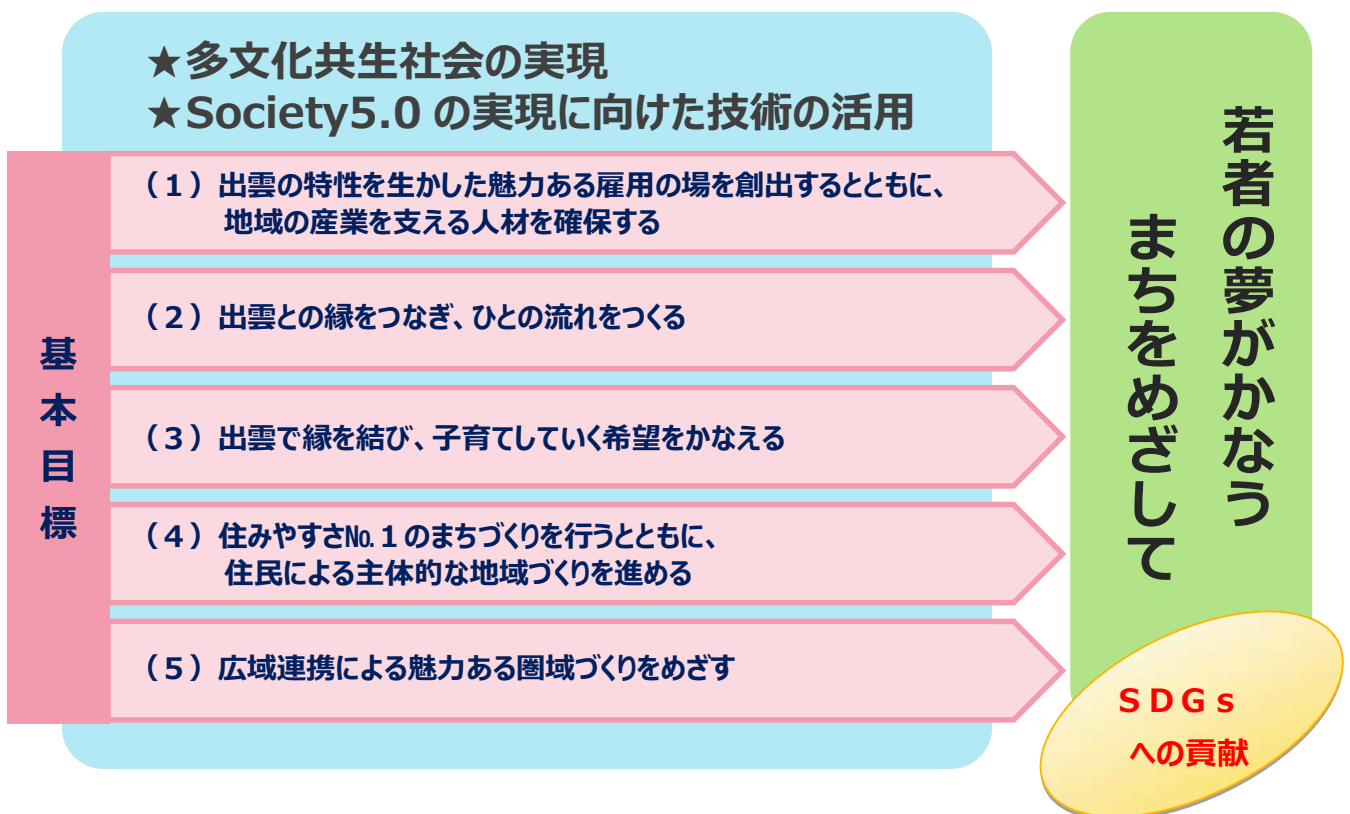 ★多文化共生社会の実現
★Society5.0 の実現に向けた技術の活用
基本目標
（1）出雲の特性を生かした魅力ある雇用の場を創出するとともに、
地域の産業を支える人材を確保する
（2）出雲との縁をつなぎ、ひとの流れをつくる
（3）出雲で縁を結び、子育てしていく希望をかなえる
（4）住みやすさ№１のまちづくりを行うとともに、
住民による主体的な地域づくりを進める
（5）広域連携による魅力ある圏域づくりをめざす
若者の夢がかなう
まちをめざして
ＳＤＧｓ
への貢献